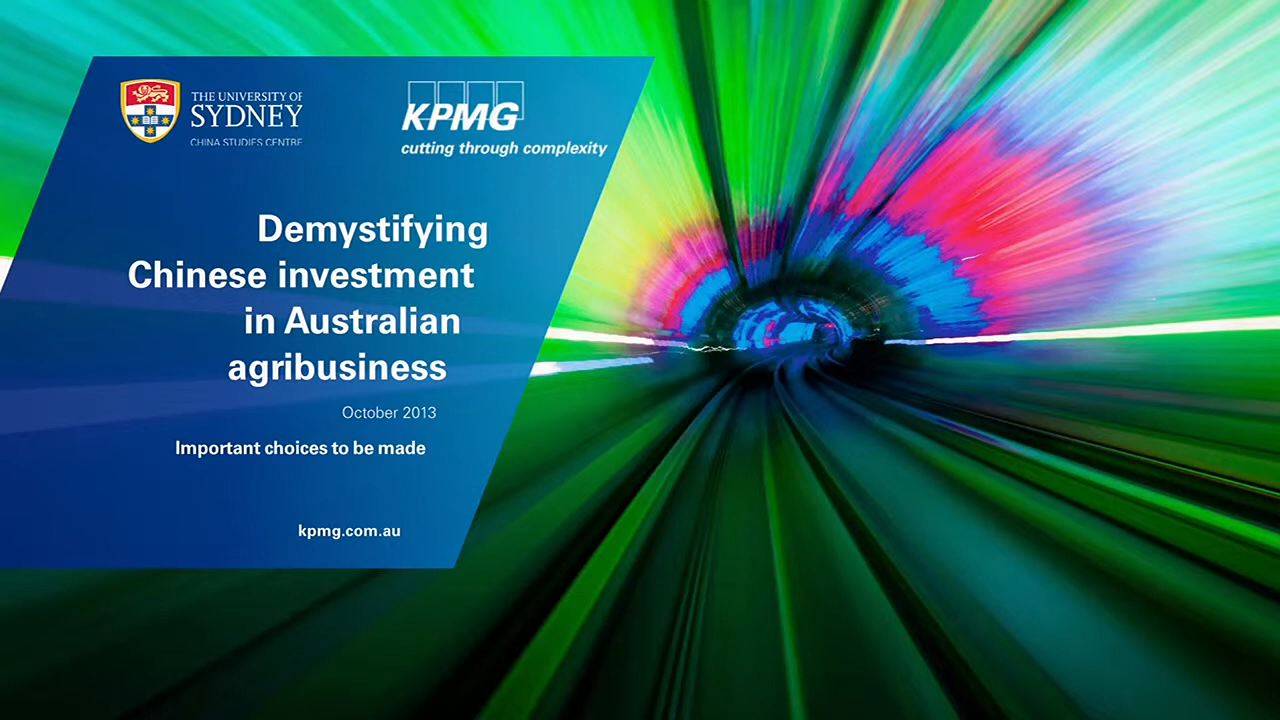 THE UNIVERSITY OF
SYDNEY
CHINA STUDIES CENTRE
KPMG
cutting through complexity
Demystifying
Chinese investment
in Australian
agribusiness
October 2013
Important choices to be made
kpmg.com.au